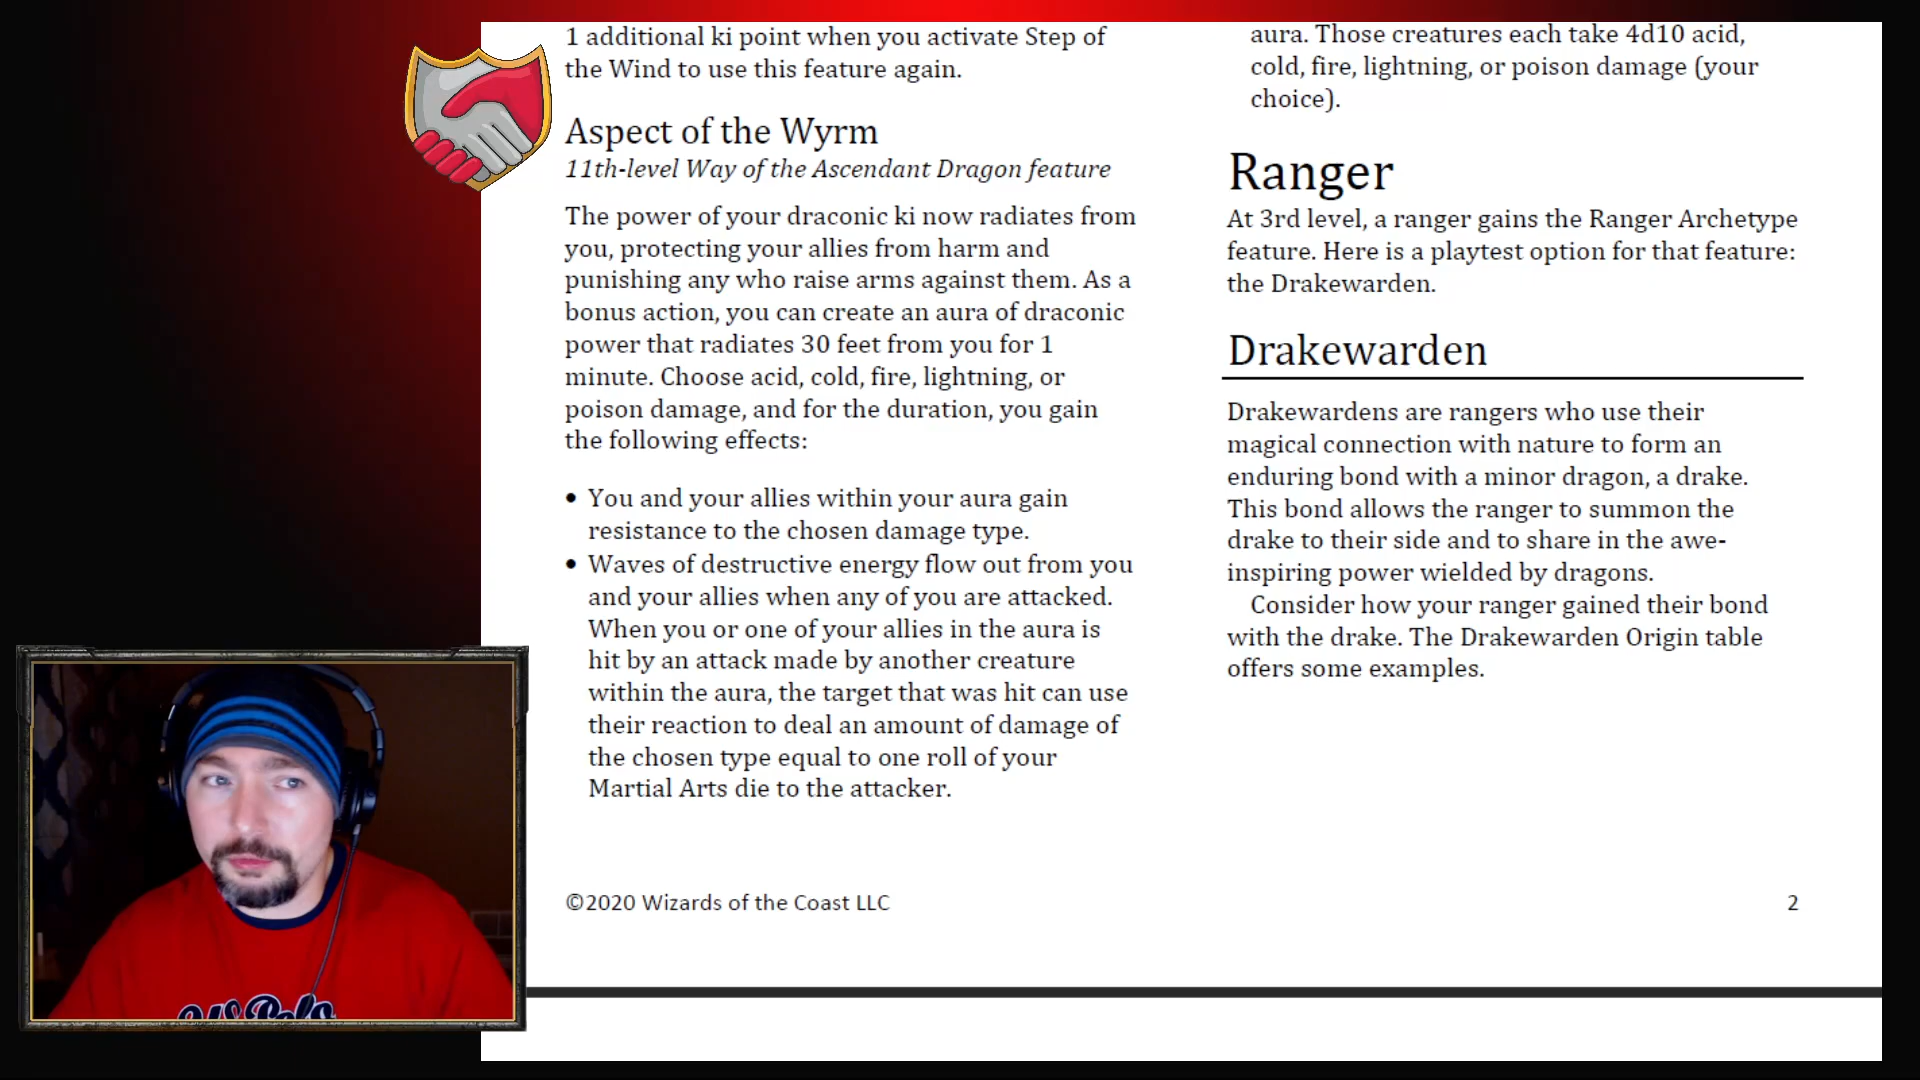 1 additional ki point when you activate Step of
the Wind to use this feature again.
Aspect of the Wyrm
11th-level Way of the Ascendant Dragon feature
The power of your draconic ki now radiates from
you, protecting your allies from harm and
punishing any who raise arms against them. As a
bonus action, you can create an aura of draconic
power that radiates 30 feet from you for 1
minute. Choose acid, cold, fire, lightning, or
poison damage, and for the duration, you gain
the following effects:
• You and your allies within your aura gain
resistance to the chosen damage type.
• Waves of destructive energy flow out from you
and your allies when any of you are attacked.
When you or one of your allies in the aura is
hit by an attack made by another creature
within the aura, the target that was hit can use
their reaction to deal an amount of damage of
the chosen type equal to one roll of your
Martial Arts die to the attacker.
aura. Those creatures each take 4d10 acid,
cold, fire, lightning, or poison damage (your
choice).
Ranger
At 3rd level, a ranger gains the Ranger Archetype
feature. Here is a playtest option for that feature:
the Drakewarden.
Drakewarden
Drakewardens are rangers who use their
magical connection with nature to form an
enduring bond with a minor dragon, a drake.
This bond allows the ranger to summon the
drake to their side and to share in the awe-
inspiring power wielded by dragons.
Consider how your ranger gained their bond
with the drake. The Drakewarden Origin table
offers some examples.
©2020 Wizards of the Coast LLC
2